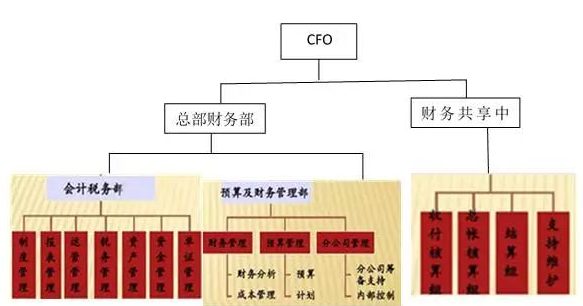 CFO
总部财务部
财务共享中
会计税务部
制度管理
报表管理
运营管理
税务管理
资产管理
资金管理
单证管理
预算及财务管理部
财务管理
预算管理
分公司管理
财务分析
成本管理
预算
计划
分公司筹
备支持
内部控制
收付核算组
总帐核算组
结算组
支持维护